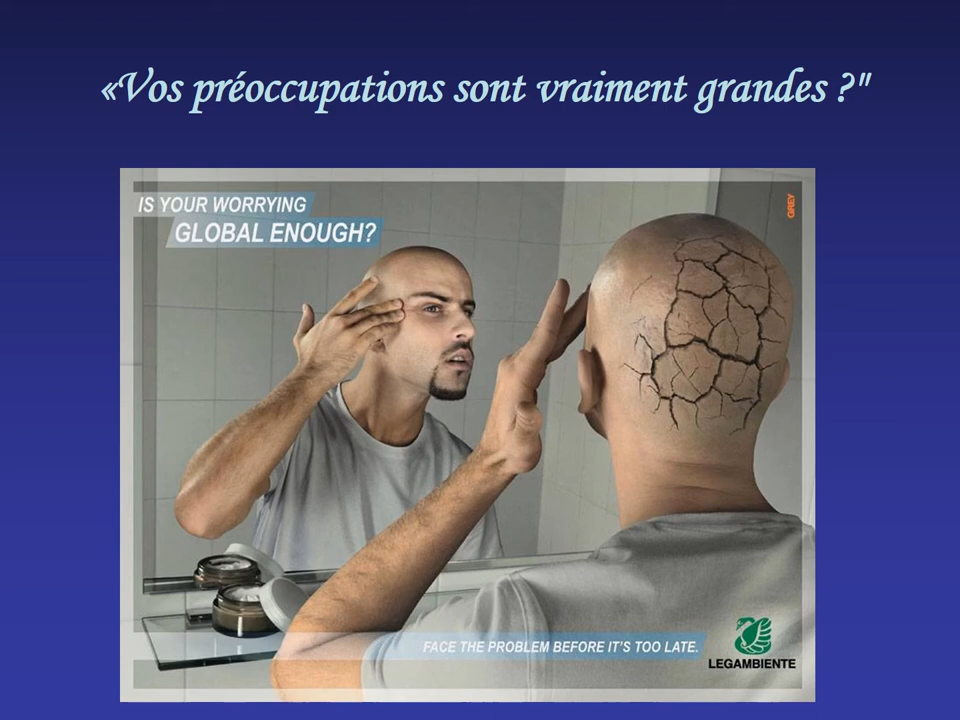 «Vos préoccupations sont vraiment grandes ?"
IS YOUR WORRYING
GLOBAL ENOUGH?
GREY
FACE THE PROBLEM BEFORE IT'S TOO LATE.
LEGAMBIENTE